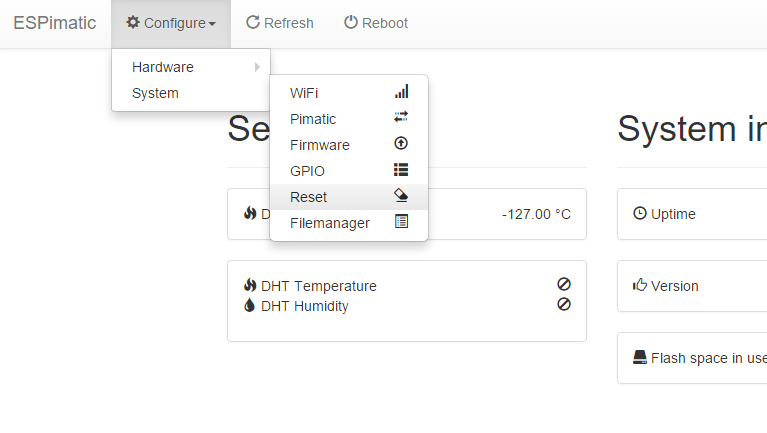 ESPimatic
Configure
Refresh
Reboot
Hardware
System
WiFi
Pimatic
Firmware
GPIO
Reset
Filemanager
Se
D
-127.00 °C
DHT Temperature
DHT Humidity
System in
Uptime
Version
Flash space in use